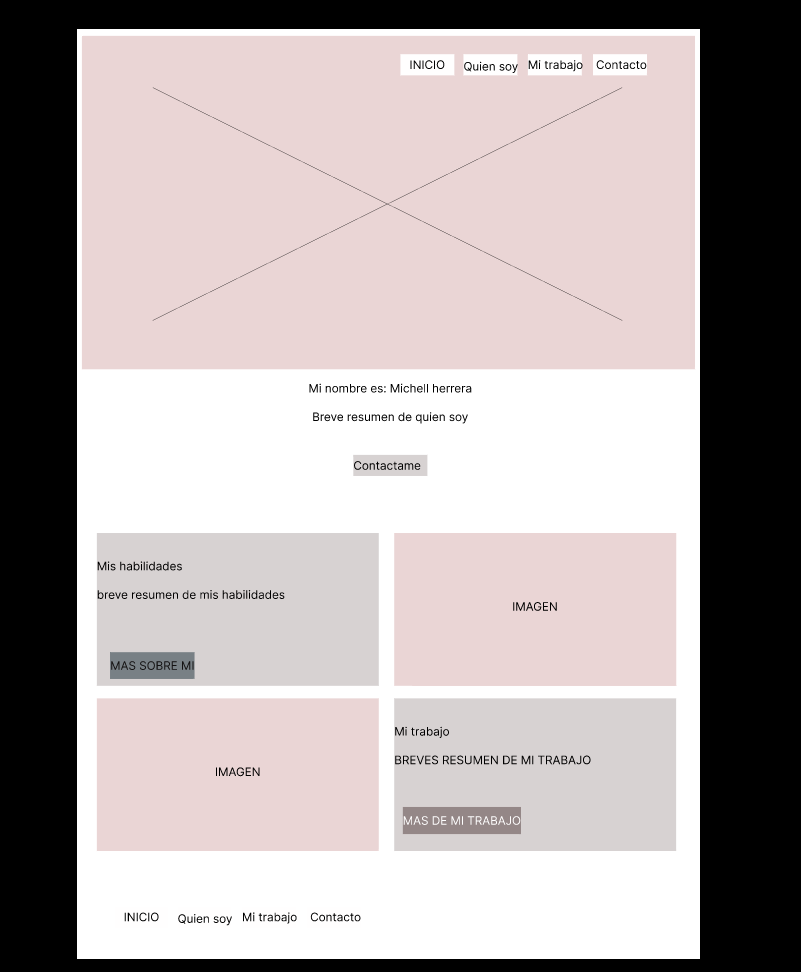 INICIO
Quien soy
Mi trabajo
Contacto
Mi nombre es: Michell herrera
Breve resumen de quien soy
Contactame
Mis habilidades
breve resumen de mis habilidades
MAS SOBRE MI
IMAGEN
IMAGEN
Mi trabajo
BREVES RESUMEN DE MI TRABAJO
MAS DE MI TRABAJO
INICIO
Quien soy
Mi trabajo
Contacto